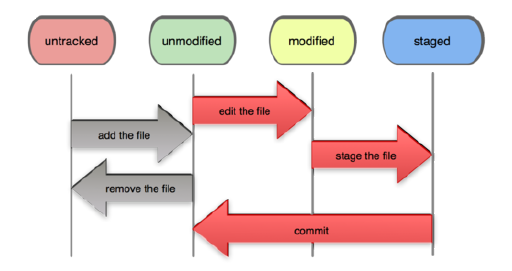 untracked
unmodified
modified
staged
edit the file
add the file
stage the file
remove the file
commit